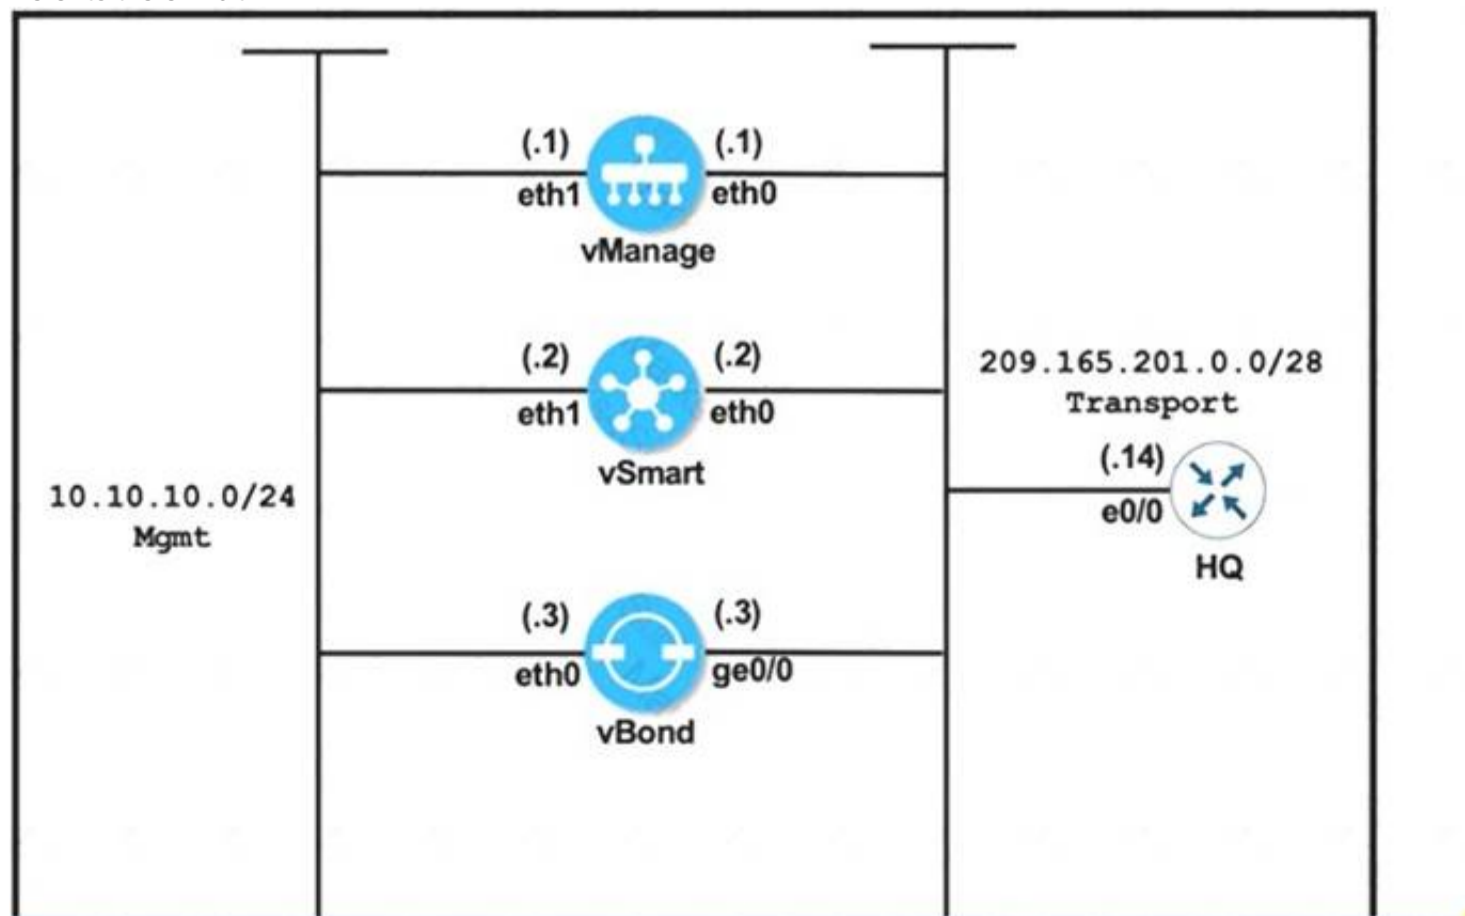 (.1)
(.1)
eth1
eth0
vManage
(.2)
(.2)
eth1
eth0
vSmart
209.165.201.0.0/28
Transport
(.14)
e0/0
HQ
10.10.10.0/24
Mgmt
(.3)
(.3)
eth0
ge0/0
vBond